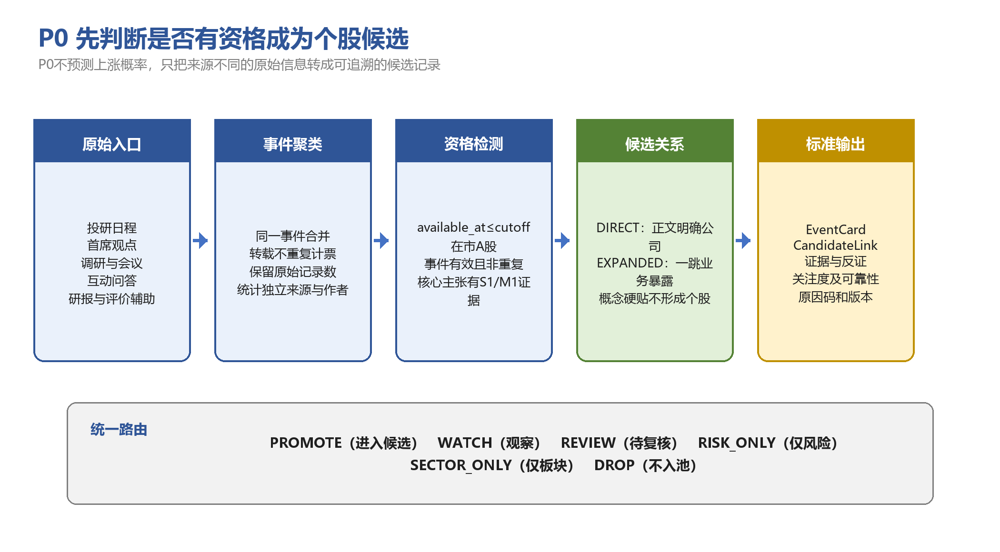 P0 先判断是否有资格成为个股候选
P0不预测上涨概率，只把来源不同的原始信息转成可追溯的候选记录
原始入口
投研日程
首席观点
调研与会议
互动问答
研报与评价辅助
事件聚类
同一事件合并
转载不重复计票
保留原始记录数
统计独立来源与作者
资格检测
available_at≤cutoff
在市A股
事件有效且非重复
核心主张有S1/M1证
据
候选关系
DIRECT：正文明确公
司
EXPANDED：一跳业
务暴露
概念硬贴不形成个股
标准输出
EventCard
CandidateLink
证据与反证
关注度及可靠性
原因码和版本
统一路由
PROMOTE（进入候选） WATCH（观察） REVIEW（待复核） RISK_ONLY（仅风险）
SECTOR_ONLY（仅板块） DROP（不入池）